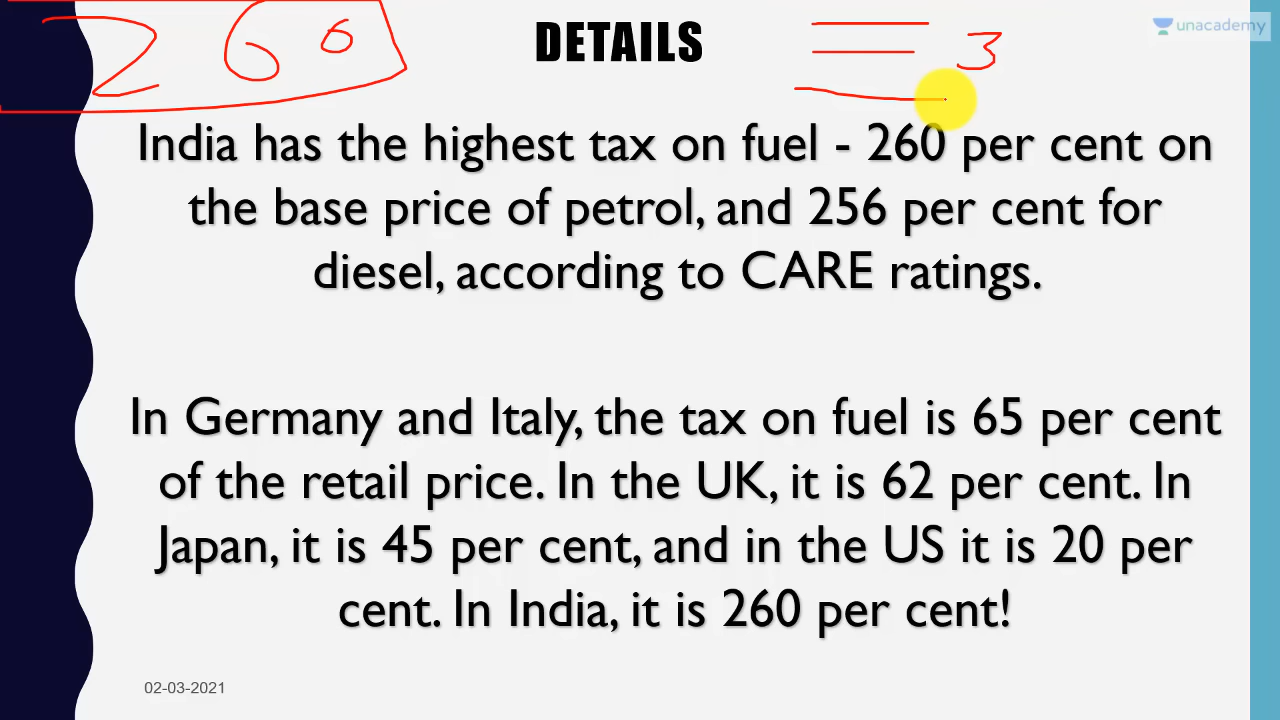 260
DETAILS
3
unacademy
India has the highest tax on fuel - 260 per cent on
the base price of petrol, and 256 per cent for
diesel, according to CARE ratings.
In Germany and Italy, the tax on fuel is 65 per cent
of the retail price. In the UK, it is 62 per cent. In
Japan, it is 45 per cent, and in the US it is 20 per
cent. In India, it is 260 per cent!
02-03-2021